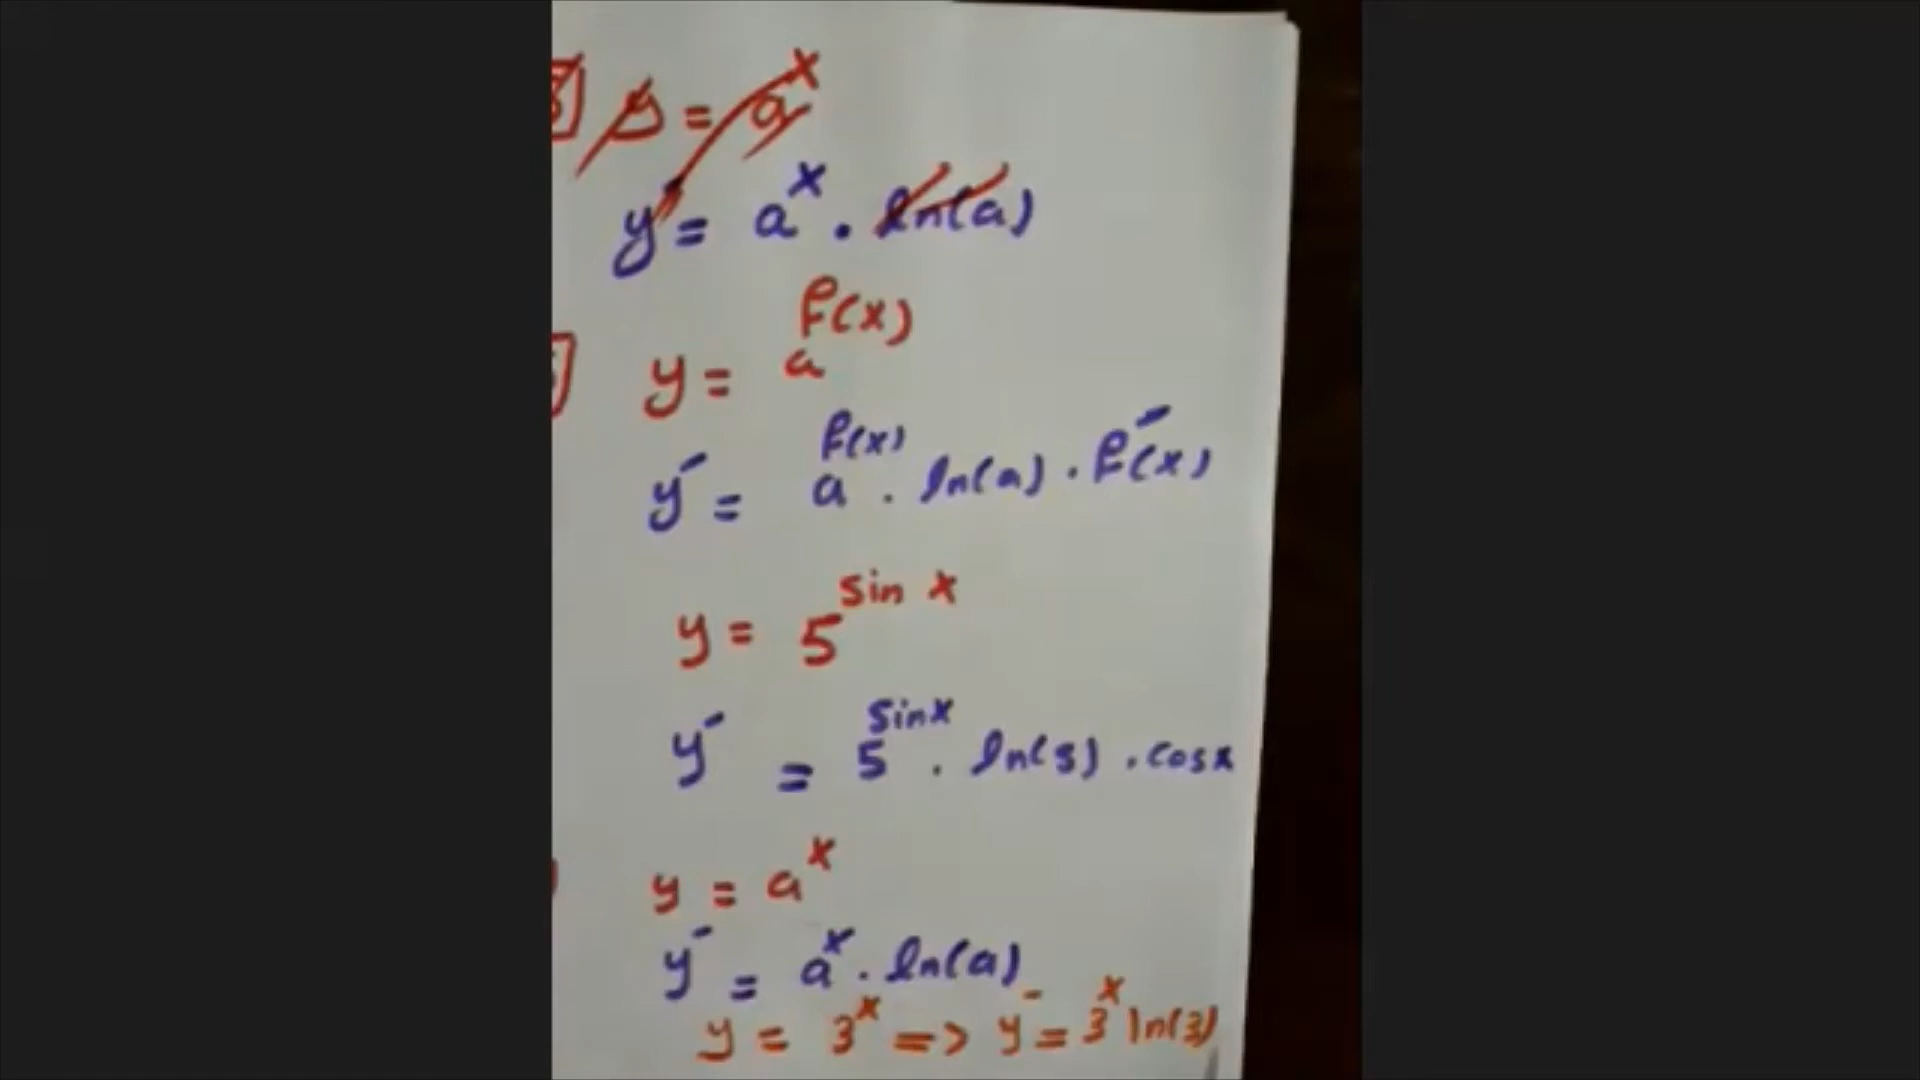 y = a^x
y = a^x . ln(a)
y = a^f(x)
y′ = a^f(x) . ln(a) . f′(x)
y = 5^sin x
y′ = 5^sinx . ln(5) . cosx
y = a^x
y′ = a^x . ln(a)
y = 3^x => y′ = 3^x ln(3)